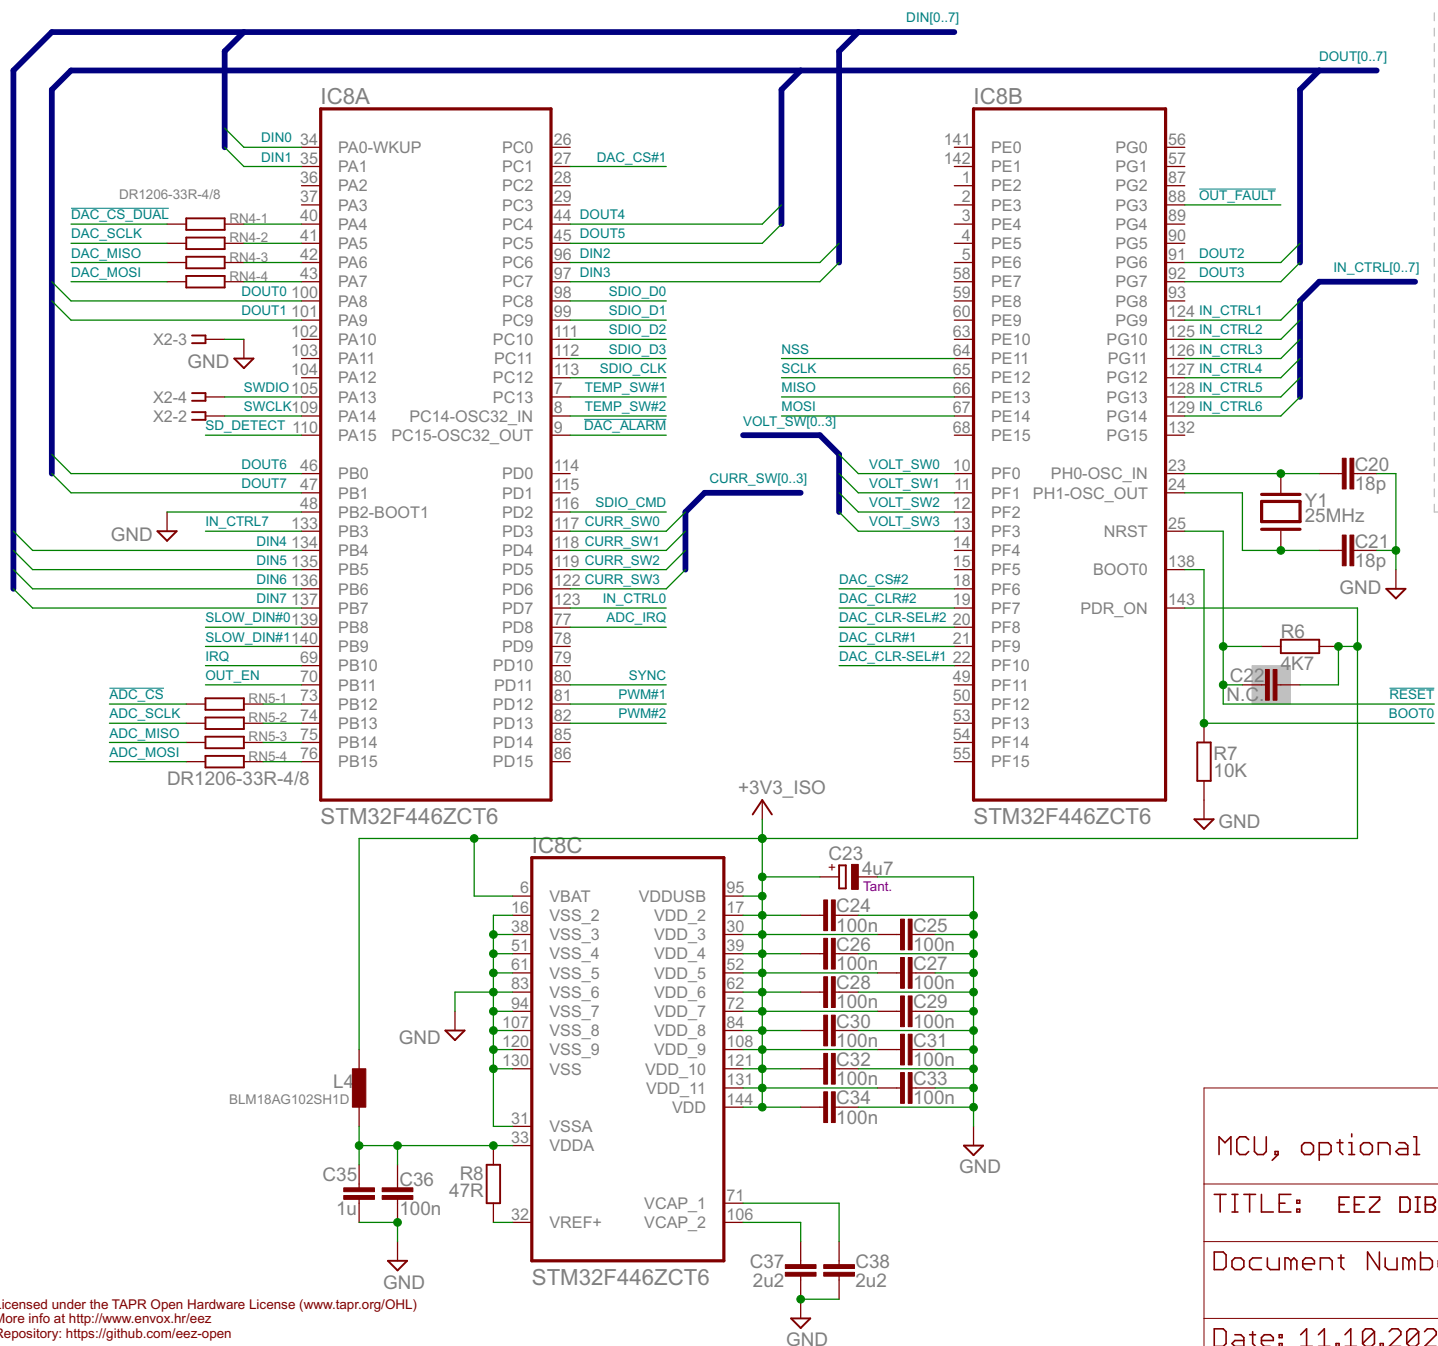 DIN[0..7]
DOUT[0..7]
IC8A
DIN0 34 PA0-WKUP PC0 26
DIN1 35 PA1 PC1 27 DAC_CS#1
36 PA2 PC2 28
37 PA3 PC3 29
DR1206-33R-4/8
DAC_CS_DUAL RN4-1 40 PA4 PC4 44 DOUT4
DAC_SCLK RN4-2 41 PA5 PC5 45 DOUT5
DAC_MISO RN4-3 42 PA6 PC6 96 DIN2
DAC_MOSI RN4-4 43 PA7 PC7 97 DIN3
DOUT0 100 PA8 PC8 98 SDIO_D0
DOUT1 101 PA9 PC9 99 SDIO_D1
X2-3 102 PA10 PC10 111 SDIO_D2
GND 103 PA11 PC11 112 SDIO_D3
104 PA12 PC12 113 SDIO_CLK
X2-4 SWDIO 105 PA13 PC13 7 TEMP_SW#1
X2-2 SWCLK 109 PA14 PC14-OSC32_IN 8 TEMP_SW#2
SD_DETECT 110 PA15 PC15-OSC32_OUT 9 DAC_ALARM
DOUT6 46 PB0 PD0 114
DOUT7 47 PB1 PD1 115
CURR_SW[0..3]
48 PB2-BOOT1 PD2 116 SDIO_CMD
GND
IN_CTRL7 133 PB3 PD3 117 CURR_SW0
DIN4 134 PB4 PD4 118 CURR_SW1
DIN5 135 PB5 PD5 119 CURR_SW2
DIN6 136 PB6 PD6 122 CURR_SW3
DIN7 137 PB7 PD7 123 IN_CTRL0
SLOW_DIN#0 139 PB8 PD8 77 ADC_IRQ
SLOW_DIN#1 140 PB9 PD9 78
IRQ 69 PB10 PD10 79
OUT_EN 70 PB11 PD11 80 SYNC
ADC_CS RN5-1 73 PB12 PD12 81 PWM#1
ADC_SCLK RN5-2 74 PB13 PD13 82 PWM#2
ADC_MISO RN5-3 75 PB14 PD14 85
ADC_MOSI RN5-4 76 PB15 PD15 86
DR1206-33R-4/8
STM32F446ZCT6
IC8B
141 PE0 PG0 56
142 PE1 PG1 57
1 PE2 PG2 87
2 PE3 PG3 88 OUT_FAULT
3 PE4 PG4 89
4 PE5 PG5 90
5 PE6 PG6 91 DOUT2
58 PE7 PG7 92 DOUT3
IN_CTRL[0..7]
59 PE8 PG8 93
60 PE9 PG9 124 IN_CTRL1
63 PE10 PG10 125 IN_CTRL2
NSS 64 PE11 PG11 126 IN_CTRL3
SCLK 65 PE12 PG12 127 IN_CTRL4
MISO 66 PE13 PG13 128 IN_CTRL5
MOSI 67 PE14 PG14 129 IN_CTRL6
VOLT_SW[0..3]
68 PE15 PG15 132
VOLT_SW0 10 PF0 PH0-OSC_IN 23
VOLT_SW1 11 PF1 PH1-OSC_OUT 24
VOLT_SW2 12 PF2
VOLT_SW3 13 PF3 NRST 25
14 PF4
15 PF5 BOOT0 138
DAC_CS#2 18 PF6
DAC_CLR#2 19 PF7 PDR_ON 143
DAC_CLR-SEL#2 20 PF8
DAC_CLR#1 21 PF9
DAC_CLR-SEL#1 22 PF10
49 PF11
50 PF12
53 PF13
54 PF14
55 PF15
STM32F446ZCT6
C20
18p
Y1
25MHz
C21
18p
GND
R6
4K7
C22
N.C.
RESET
BOOT0
R7
10K
GND
+3V3_ISO
IC8C
C23
4u7
+
Tant.
6 VBAT VDDUSB 95
16 VSS_2 VDD_2 17 C24 100n
38 VSS_3 VDD_3 30 C25 100n
51 VSS_4 VDD_4 39 C26 100n
61 VSS_5 VDD_5 52 C27 100n
83 VSS_6 VDD_6 62 C28 100n
94 VSS_7 VDD_7 72 C29 100n
GND
107 VSS_8 VDD_8 84 C30 100n
120 VSS_9 VDD_9 108 C31 100n
130 VSS VDD_10 121 C32 100n
VDD_11 131 C33 100n
VDD 144 C34 100n
31 VSSA
33 VDDA
GND
L4
BLM18AG102SH1D
C35
1u
C36
100n
R8
47R
GND
32 VREF+
VCAP_1 71
VCAP_2 106
STM32F446ZCT6
C37
2u2
C38
2u2
GND
MCU, optional
TITLE: EEZ DIB
Document Numb
Date: 11.10.202
Licensed under the TAPR Open Hardware License (www.tapr.org/OHL)
More info at http://www.envox.hr/eez
Repository: https://github.com/eez-open